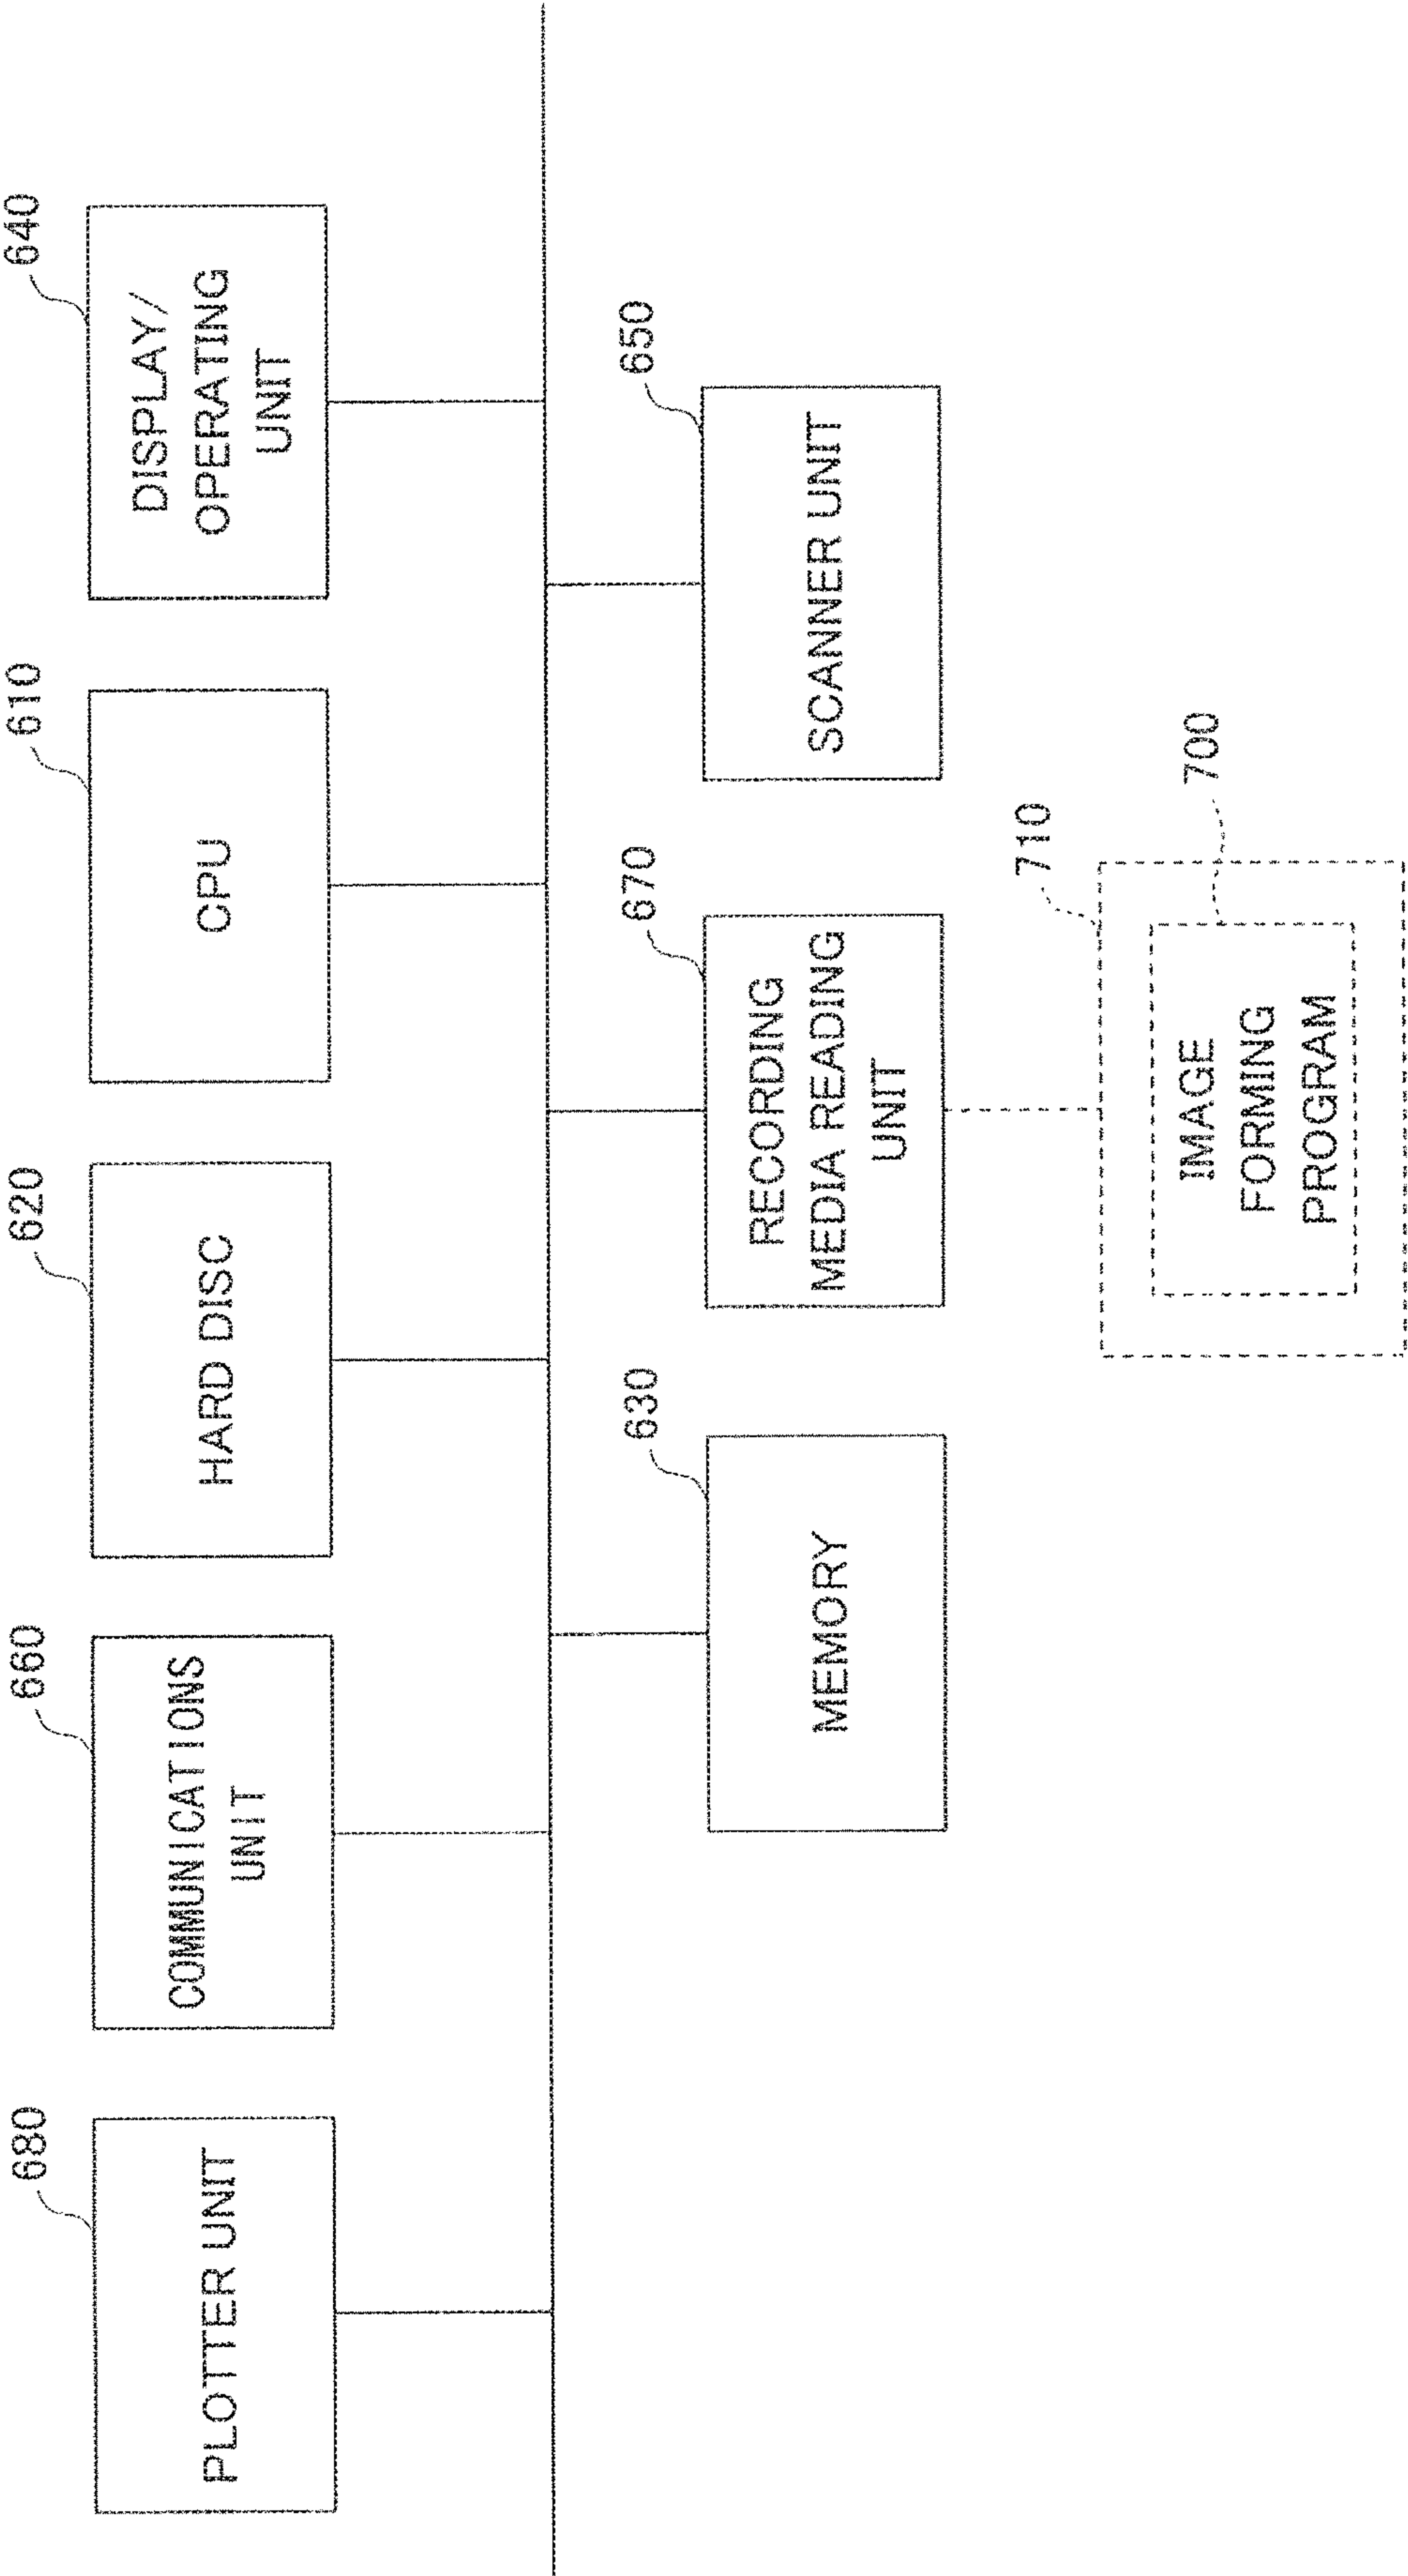 680
PLOTTER UNIT
660
COMMUNICATIONS
UNIT
620
HARD DISC
610
CPU
640
DISPLAY/
OPERATING
UNIT
630
MEMORY
670
RECORDING
MEDIA READING
UNIT
650
SCANNER UNIT
710
700
IMAGE
FORMING
PROGRAM